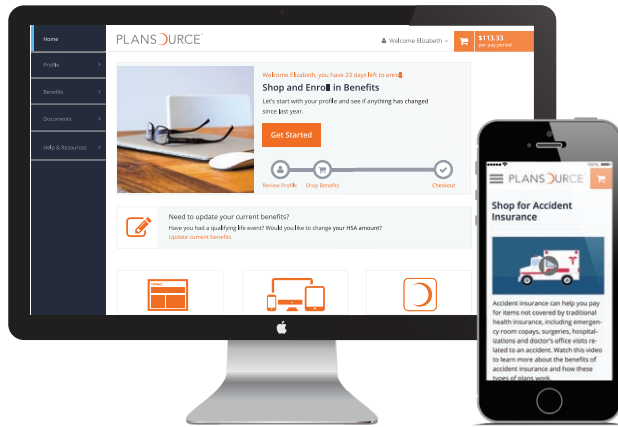 Home
PLANSOURCE
Welcome Elizabeth
$113.33
per pay period
Profile
Benefits
Documents
Help & Resources
Welcome Elizabeth, you have 23 days left to enroll.
Shop and Enroll in Benefits
Let's start with your profile and see if anything has changed
since last year.
Get Started
Review Profile
Shop Benefits
Checkout
Need to update your current benefits?
Have you had a qualifying life event? Would you like to change your HSA amount?
Update current benefits
100%
PLANSOURCE
Shop for Accident
Insurance
Accident insurance can help you pay
for items not covered by traditional
health insurance, including emergen-
cy room copays, surgeries, hospital-
izations and doctor's office visits re-
lated to an accident. Watch this video
to learn more about the benefits of
accident insurance and how these
types of plans work.